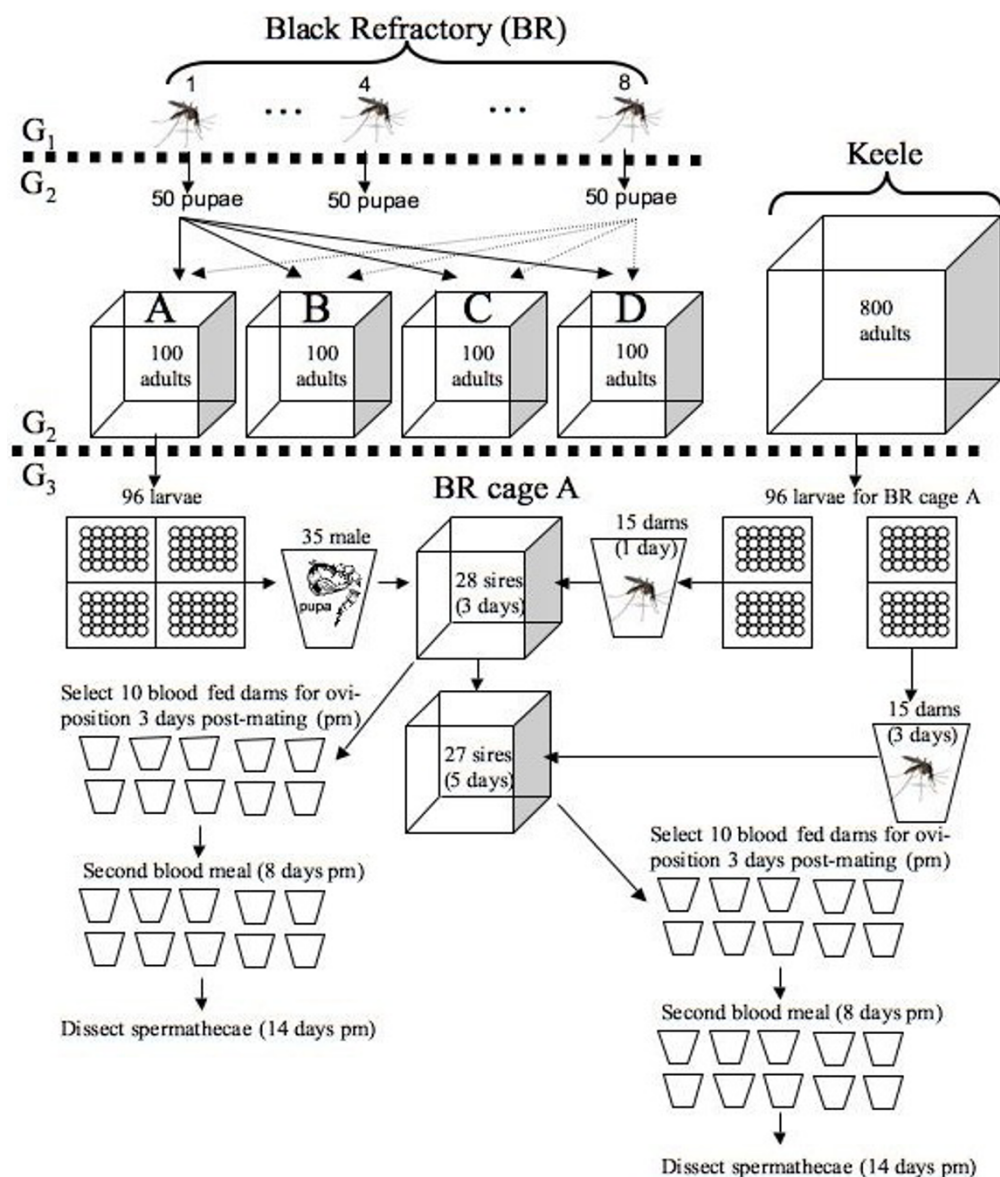 Black Refractory (BR)
1
...
4
...
8
G1
G2
50 pupae
50 pupae
50 pupae
Keele
A
B
C
D
100
adults
100
adults
100
adults
100
adults
800
adults
G2
G3
96 larvae
BR cage A
96 larvae for BR cage A
35 male
pupa
28 sires
(3 days)
15 dams
(1 day)
Select 10 blood fed dams for ovi-
position 3 days post-mating (pm)
27 sires
(5 days)
15 dams
(3 days)
Second blood meal (8 days pm)
Dissect spermathecae (14 days pm)
Select 10 blood fed dams for ovi-
position 3 days post-mating (pm)
Second blood meal (8 days pm)
Dissect spermathecae (14 days pm)